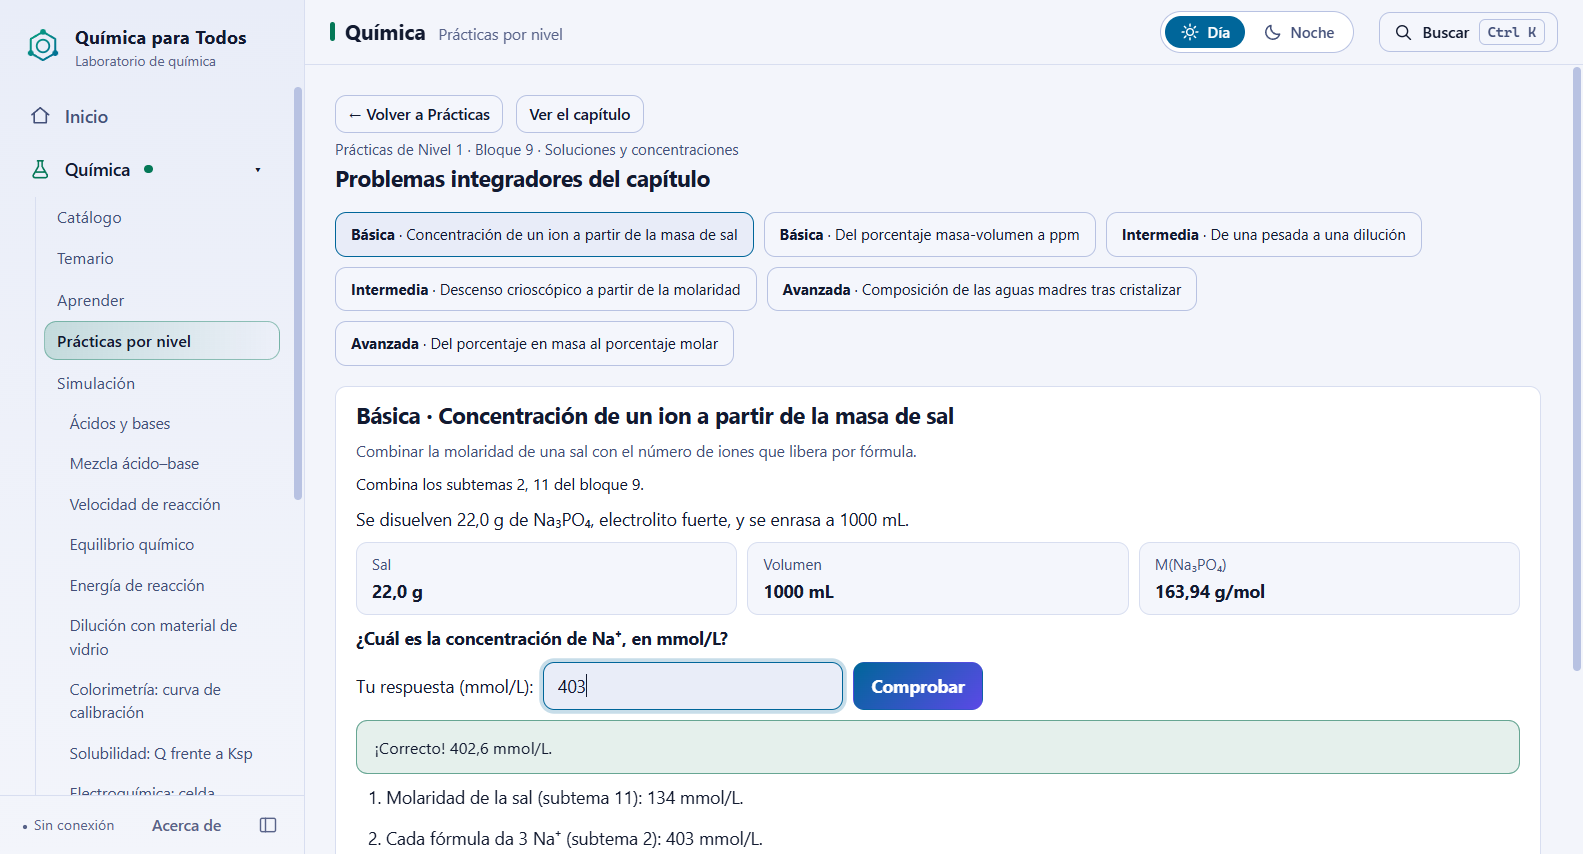 Química para Todos
Laboratorio de química
Inicio
Química
Catálogo
Temario
Aprender
Prácticas por nivel
Simulación
Ácidos y bases
Mezcla ácido–base
Velocidad de reacción
Equilibrio químico
Energía de reacción
Dilución con material de
vidrio
Colorimetría: curva de
calibración
Solubilidad: Q frente a Ksp
Electroquímica: celda
Sin conexión
Acerca de
Química Prácticas por nivel
Día
Noche
Buscar Ctrl K
← Volver a Prácticas
Ver el capítulo
Prácticas de Nivel 1 · Bloque 9 · Soluciones y concentraciones
Problemas integradores del capítulo
Básica · Concentración de un ion a partir de la masa de sal
Básica · Del porcentaje masa-volumen a ppm
Intermedia · De una pesada a una dilución
Intermedia · Descenso crioscópico a partir de la molaridad
Avanzada · Composición de las aguas madres tras cristalizar
Avanzada · Del porcentaje en masa al porcentaje molar
Básica · Concentración de un ion a partir de la masa de sal
Combinar la molaridad de una sal con el número de iones que libera por fórmula.
Combina los subtemas 2, 11 del bloque 9.
Se disuelven 22,0 g de Na₃PO₄, electrolito fuerte, y se enrasa a 1000 mL.
Sal
22,0 g
Volumen
1000 mL
M(Na₃PO₄)
163,94 g/mol
¿Cuál es la concentración de Na⁺, en mmol/L?
Tu respuesta (mmol/L): 403
Comprobar
¡Correcto! 402,6 mmol/L.
1. Molaridad de la sal (subtema 11): 134 mmol/L.
2. Cada fórmula da 3 Na⁺ (subtema 2): 403 mmol/L.